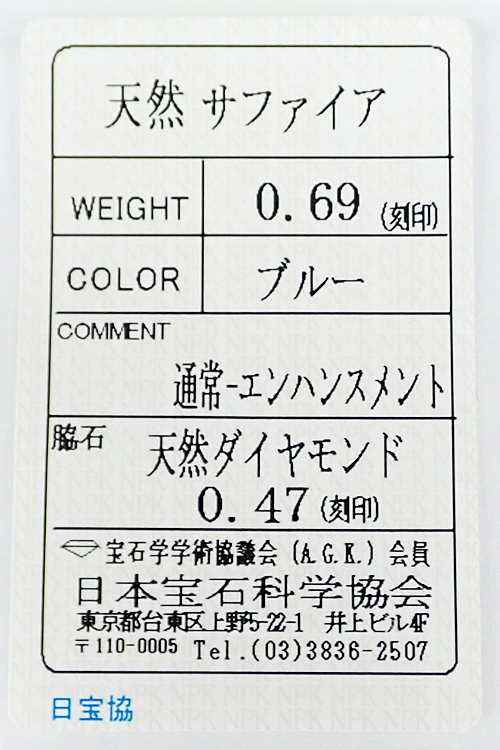 天然 サファイア
WEIGHT 0.69 (刻印)
COLOR ブルー
COMMENT
通常-エンハンスメント
脇石 天然ダイヤモンド
0.47 (刻印)
宝石学学術協議会 (A.G.K.) 会員
日本宝石科学協会
東京都台東区上野5-22-1 井上ビル4F
〒110-0005 Tel.(03)3836-2507
日宝協